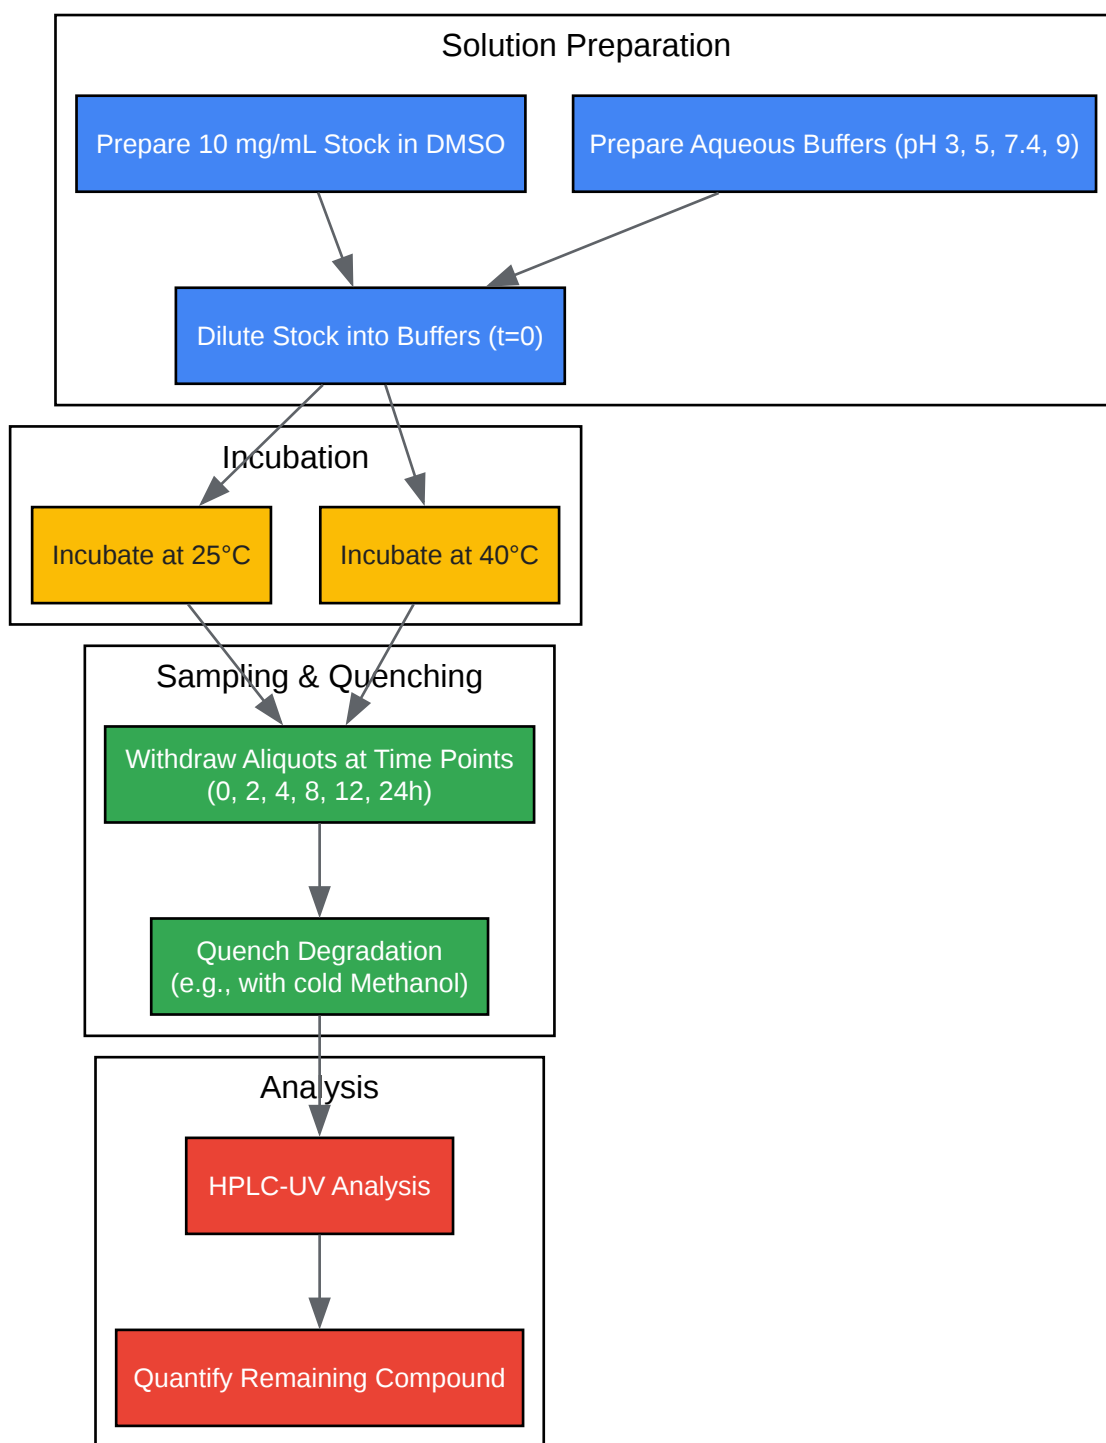 Solution Preparation
Prepare 10 mg/mL Stock in DMSO
Prepare Aqueous Buffers (pH 3, 5, 7.4, 9)
Dilute Stock into Buffers (t=0)
Incubation
Incubate at 25°C
Incubate at 40°C
Sampling & Quenching
Withdraw Aliquots at Time Points
(0, 2, 4, 8, 12, 24h)
Quench Degradation
(e.g., with cold Methanol)
Analysis
HPLC-UV Analysis
Quantify Remaining Compound